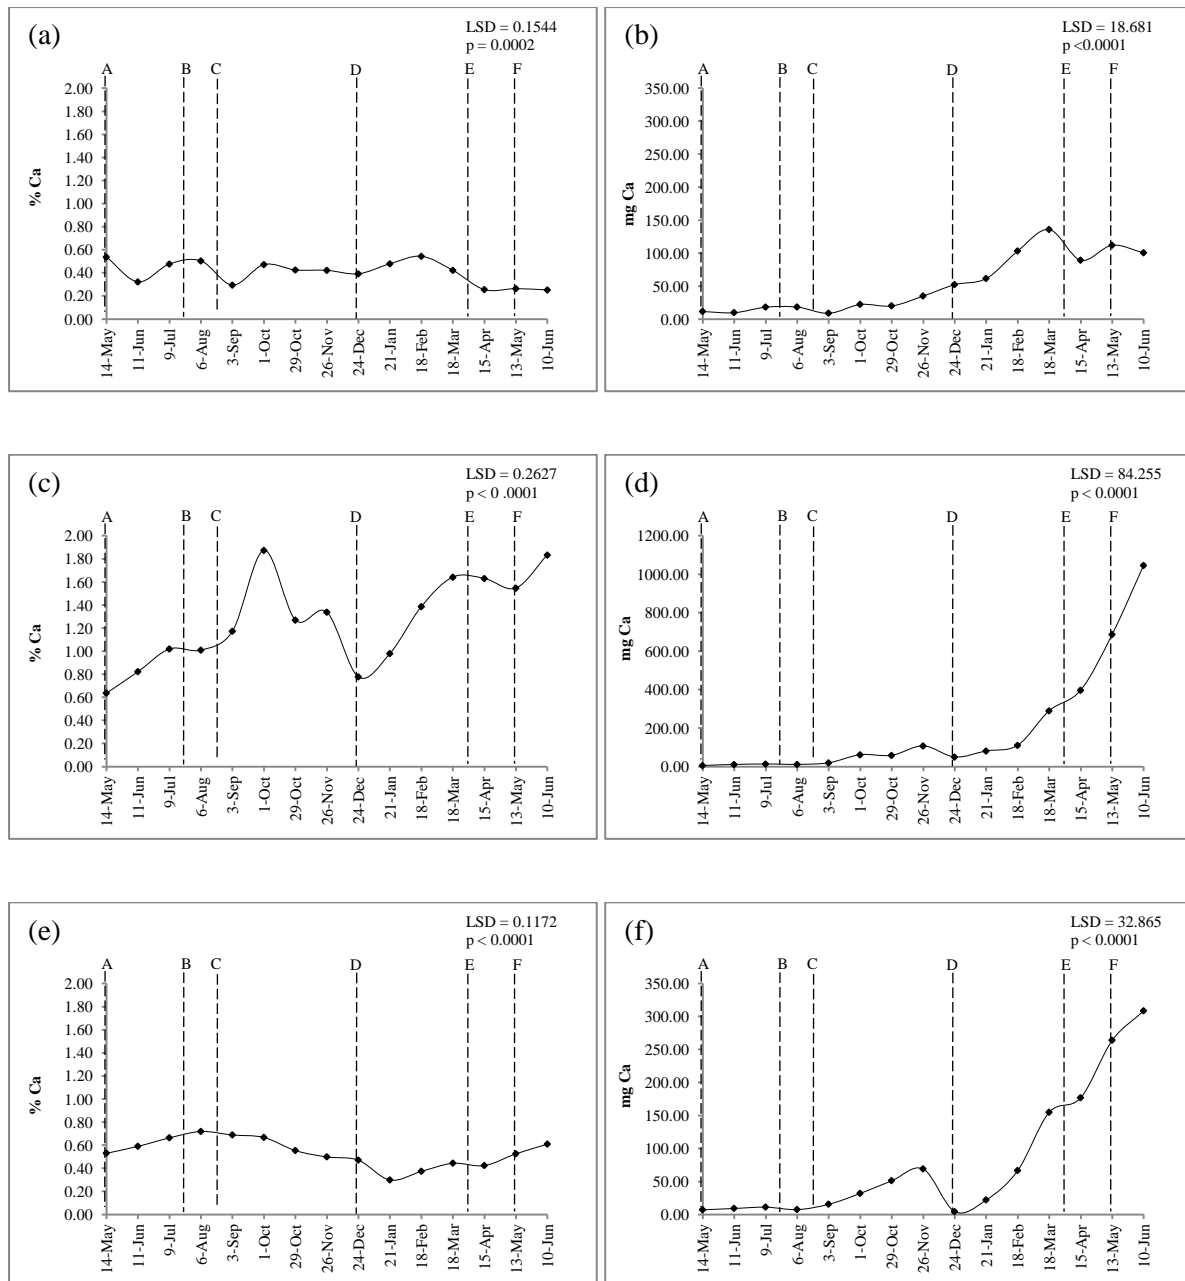 (a)
LSD = 0.1544
p = 0.0002
A B C D E F
2.00
1.80
1.60
1.40
1.20
1.00
0.80
0.60
0.40
0.20
0.00
% Ca
14-May 11-Jun 9-Jul 6-Aug 3-Sep 1-Oct 29-Oct 26-Nov 24-Dec 21-Jan 18-Feb 18-Mar 15-Apr 13-May 10-Jun
(b)
LSD = 18.681
p <0.0001
A B C D E F
350.00
300.00
250.00
200.00
150.00
100.00
50.00
0.00
mg Ca
14-May 11-Jun 9-Jul 6-Aug 3-Sep 1-Oct 29-Oct 26-Nov 24-Dec 21-Jan 18-Feb 18-Mar 15-Apr 13-May 10-Jun
(c)
LSD = 0.2627
p < 0 .0001
A B C D E F
2.00
1.80
1.60
1.40
1.20
1.00
0.80
0.60
0.40
0.20
0.00
% Ca
14-May 11-Jun 9-Jul 6-Aug 3-Sep 1-Oct 29-Oct 26-Nov 24-Dec 21-Jan 18-Feb 18-Mar 15-Apr 13-May 10-Jun
(d)
LSD = 84.255
p < 0.0001
A B C D E F
1200.00
1000.00
800.00
600.00
400.00
200.00
0.00
mg Ca
14-May 11-Jun 9-Jul 6-Aug 3-Sep 1-Oct 29-Oct 26-Nov 24-Dec 21-Jan 18-Feb 18-Mar 15-Apr 13-May 10-Jun
(e)
LSD = 0.1172
p < 0.0001
A B C D E F
2.00
1.80
1.60
1.40
1.20
1.00
0.80
0.60
0.40
0.20
0.00
% Ca
14-May 11-Jun 9-Jul 6-Aug 3-Sep 1-Oct 29-Oct 26-Nov 24-Dec 21-Jan 18-Feb 18-Mar 15-Apr 13-May 10-Jun
(f)
LSD = 32.865
p < 0.0001
A B C D E F
350.00
300.00
250.00
200.00
150.00
100.00
50.00
0.00
mg Ca
14-May 11-Jun 9-Jul 6-Aug 3-Sep 1-Oct 29-Oct 26-Nov 24-Dec 21-Jan 18-Feb 18-Mar 15-Apr 13-May 10-Jun